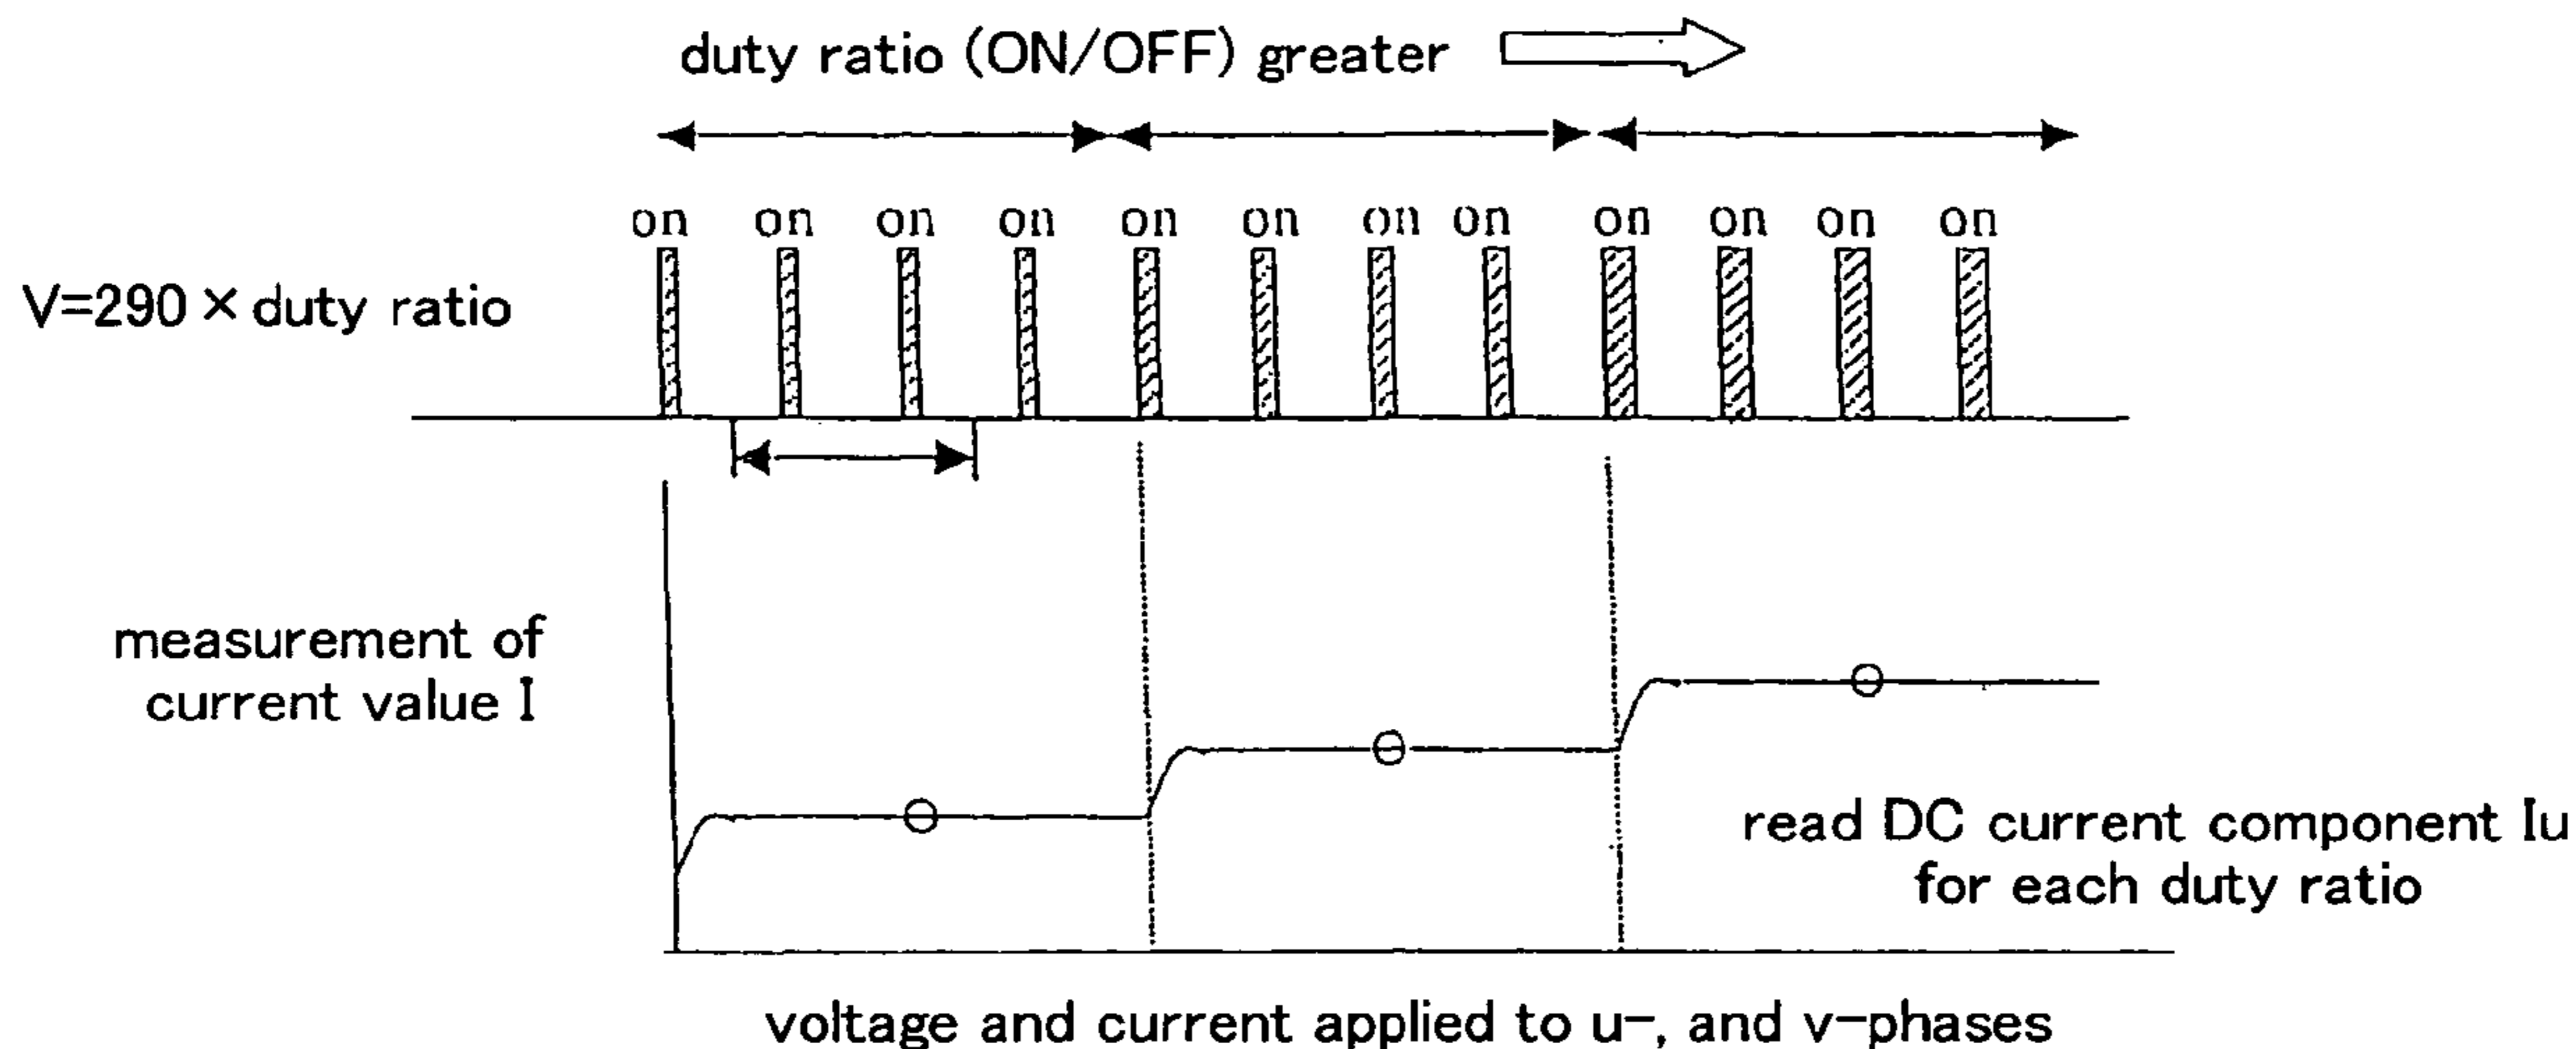 duty ratio (ON/OFF) greater
on on on on on on on on on on on on
V=290 × duty ratio
measurement of
current value I
read DC current component Iu
for each duty ratio
voltage and current applied to u-, and v-phases